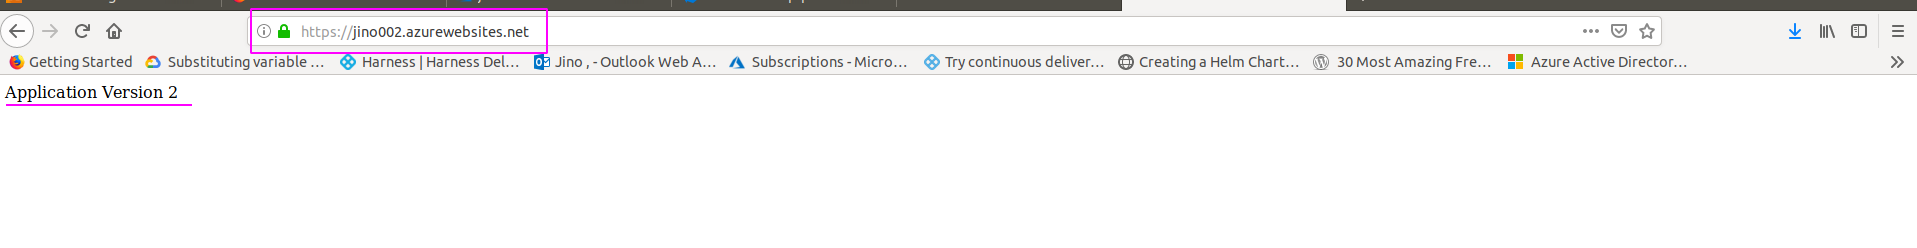 https://jino002.azurewebsites.net
Getting Started Substituting variable ... Harness | Harness Del... Jino , - Outlook Web A... Subscriptions - Micro... Try continuous deliver... Creating a Helm Chart... 30 Most Amazing Fre... Azure Active Director...
Application Version 2